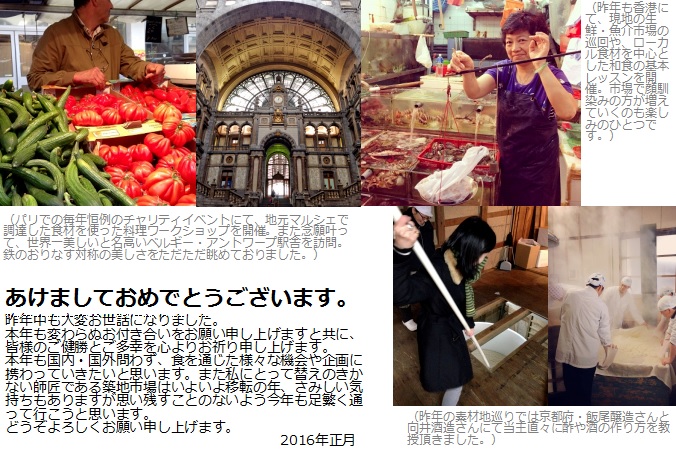 (昨年も香港に
て、現地の生
鮮・魚介市場の
巡回や、ローカ
ル食材を中心と
した和食の基本
レッスンを開
催。市場で顔馴
染みの方が増え
ていくのも楽し
みのひとつで
す。)
(パリでの毎年恒例のチャリティイベントにて、地元マルシェで
調達した食材を使った料理ワークショップを開催。また念願叶っ
て、世界一美しいと名高いベルギー・アントワープ駅舎を訪問。
鉄のおりなす対称の美しさをただただ眺めておりました。)
あけましておめでとうございます。
昨年中も大変お世話になりました。
本年も変わらぬお付き合いをお願い申し上げますと共に、
皆様のご健勝とご多幸を心よりお祈り申し上げます。
本年も国内・国外問わず、食を通じた様々な機会や企画に
携わっていきたいと思います。また私にとって替えのきか
ない師匠である築地市場はいよいよ移転の年、さみしい気
持ちもありますが思い残すことのないよう今年も足繁く通
って行こうと思います。
どうぞよろしくお願い申し上げます。
2016年正月
(昨年の素材地巡りでは京都府・飯尾醸造さんと
向井酒造さんにて当主直々に酢や酒の作り方を教
授頂きました。)